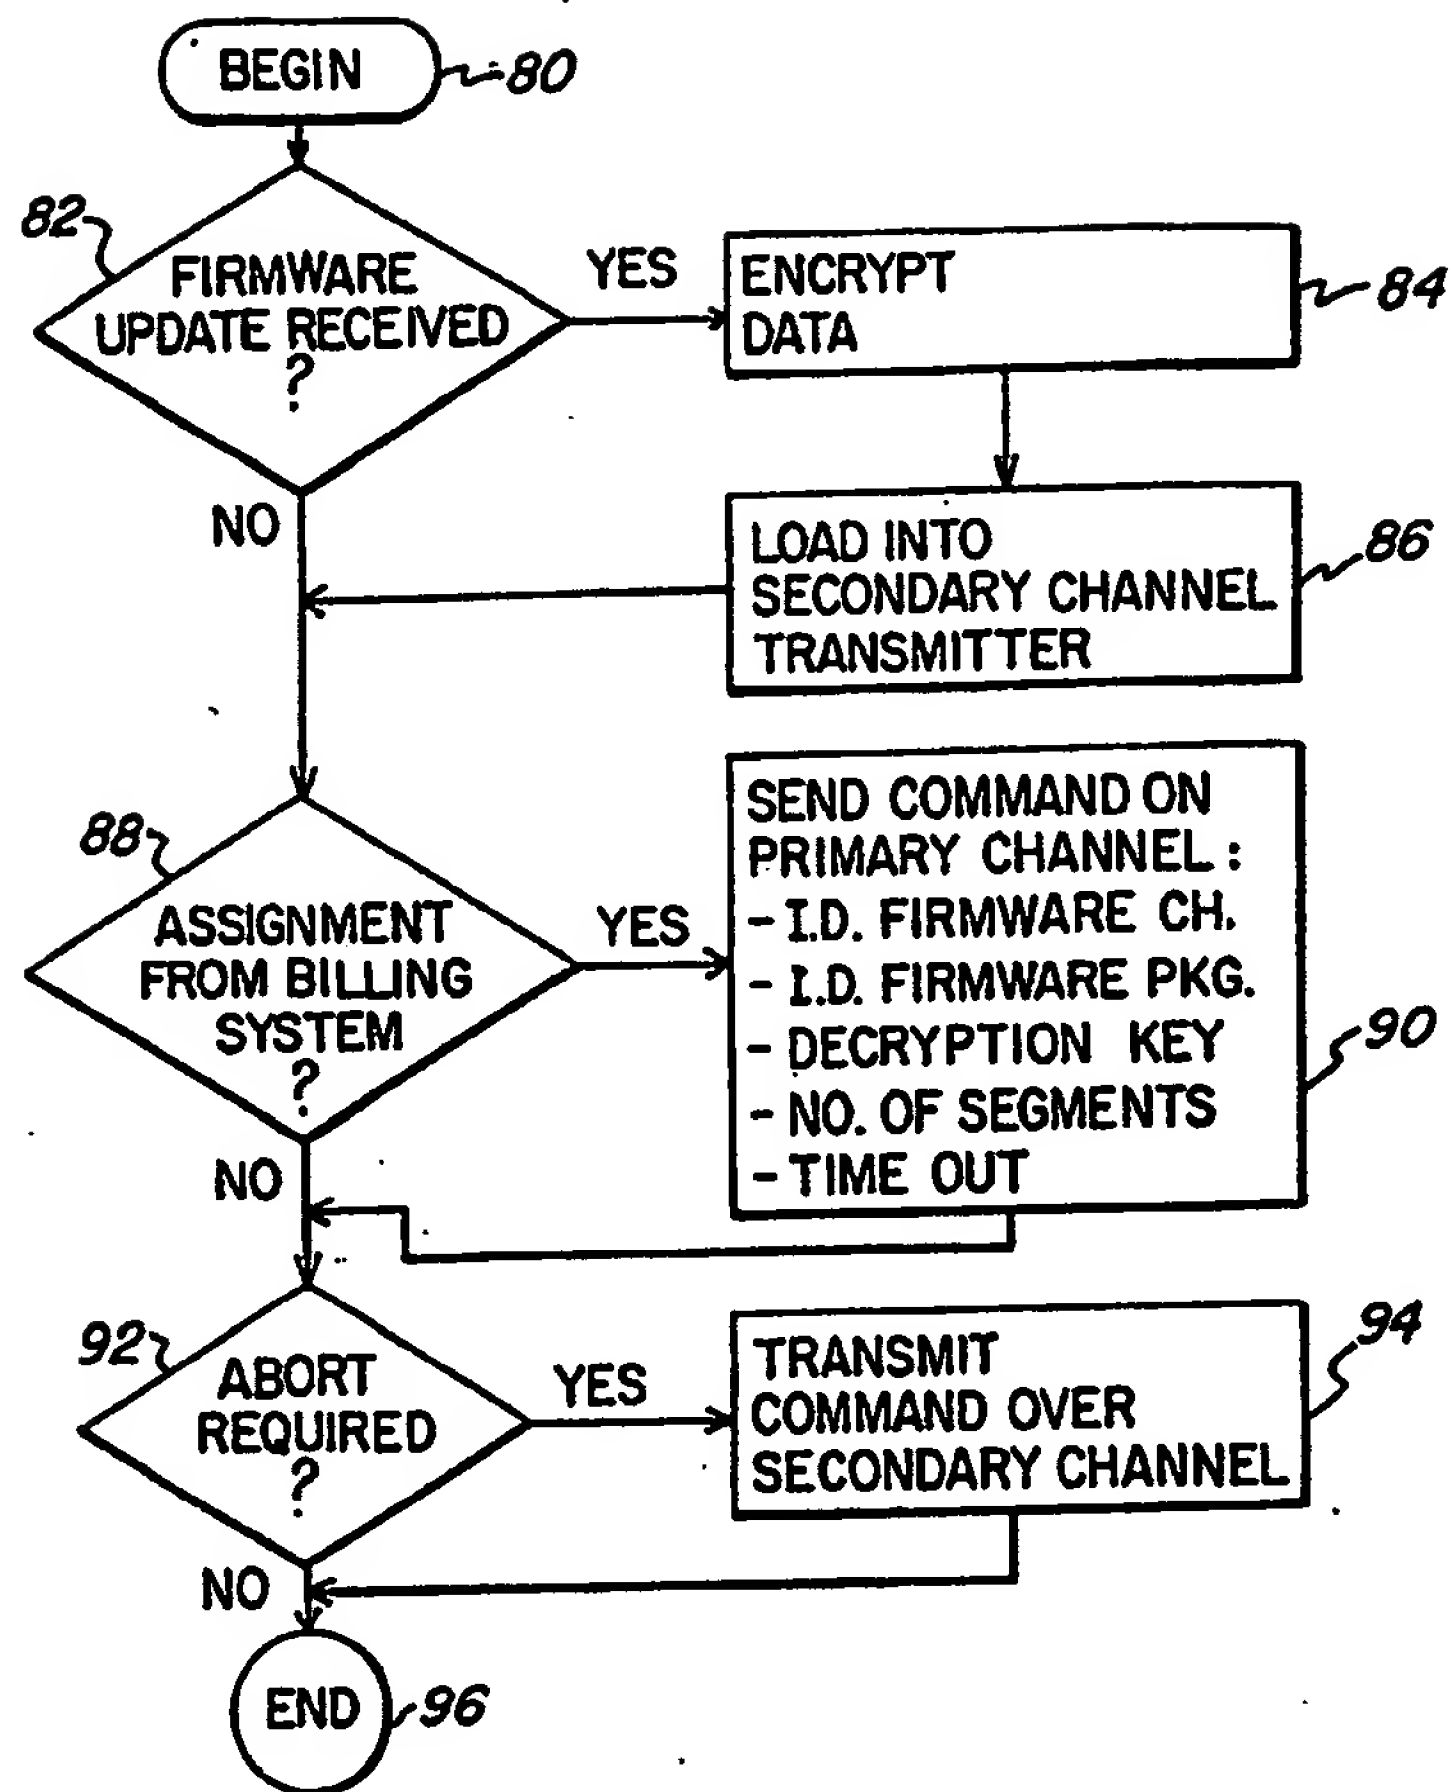 BEGIN
80
82
FIRMWARE
UPDATE RECEIVED
?
YES
ENCRYPT
DATA
84
NO
LOAD INTO
SECONDARY CHANNEL
TRANSMITTER
86
88
ASSIGNMENT
FROM BILLING
SYSTEM
?
YES
SEND COMMAND ON
PRIMARY CHANNEL:
- I.D. FIRMWARE CH.
- I.D. FIRMWARE PKG.
- DECRYPTION KEY
- NO. OF SEGMENTS
- TIME OUT
90
NO
92
ABORT
REQUIRED
?
YES
TRANSMIT
COMMAND OVER
SECONDARY CHANNEL
94
NO
END
96